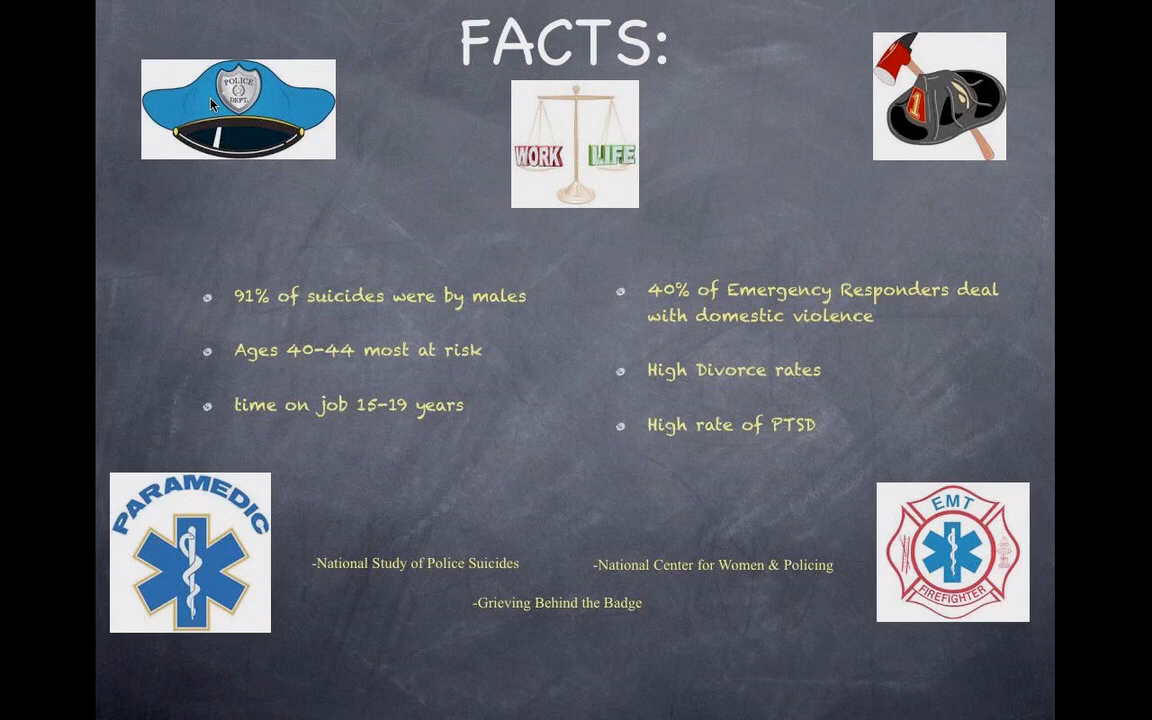 FACTS:
POLICE
DEPT.
WORK
LIFE
1
91% of suicides were by males
Ages 40-44 most at risk
time on job 15-19 years
40% of Emergency Responders deal
with domestic violence
High Divorce rates
High rate of PTSD
PARAMEDIC
-National Study of Police Suicides
-National Center for Women & Policing
-Grieving Behind the Badge
EMT
FIREFIGHTER